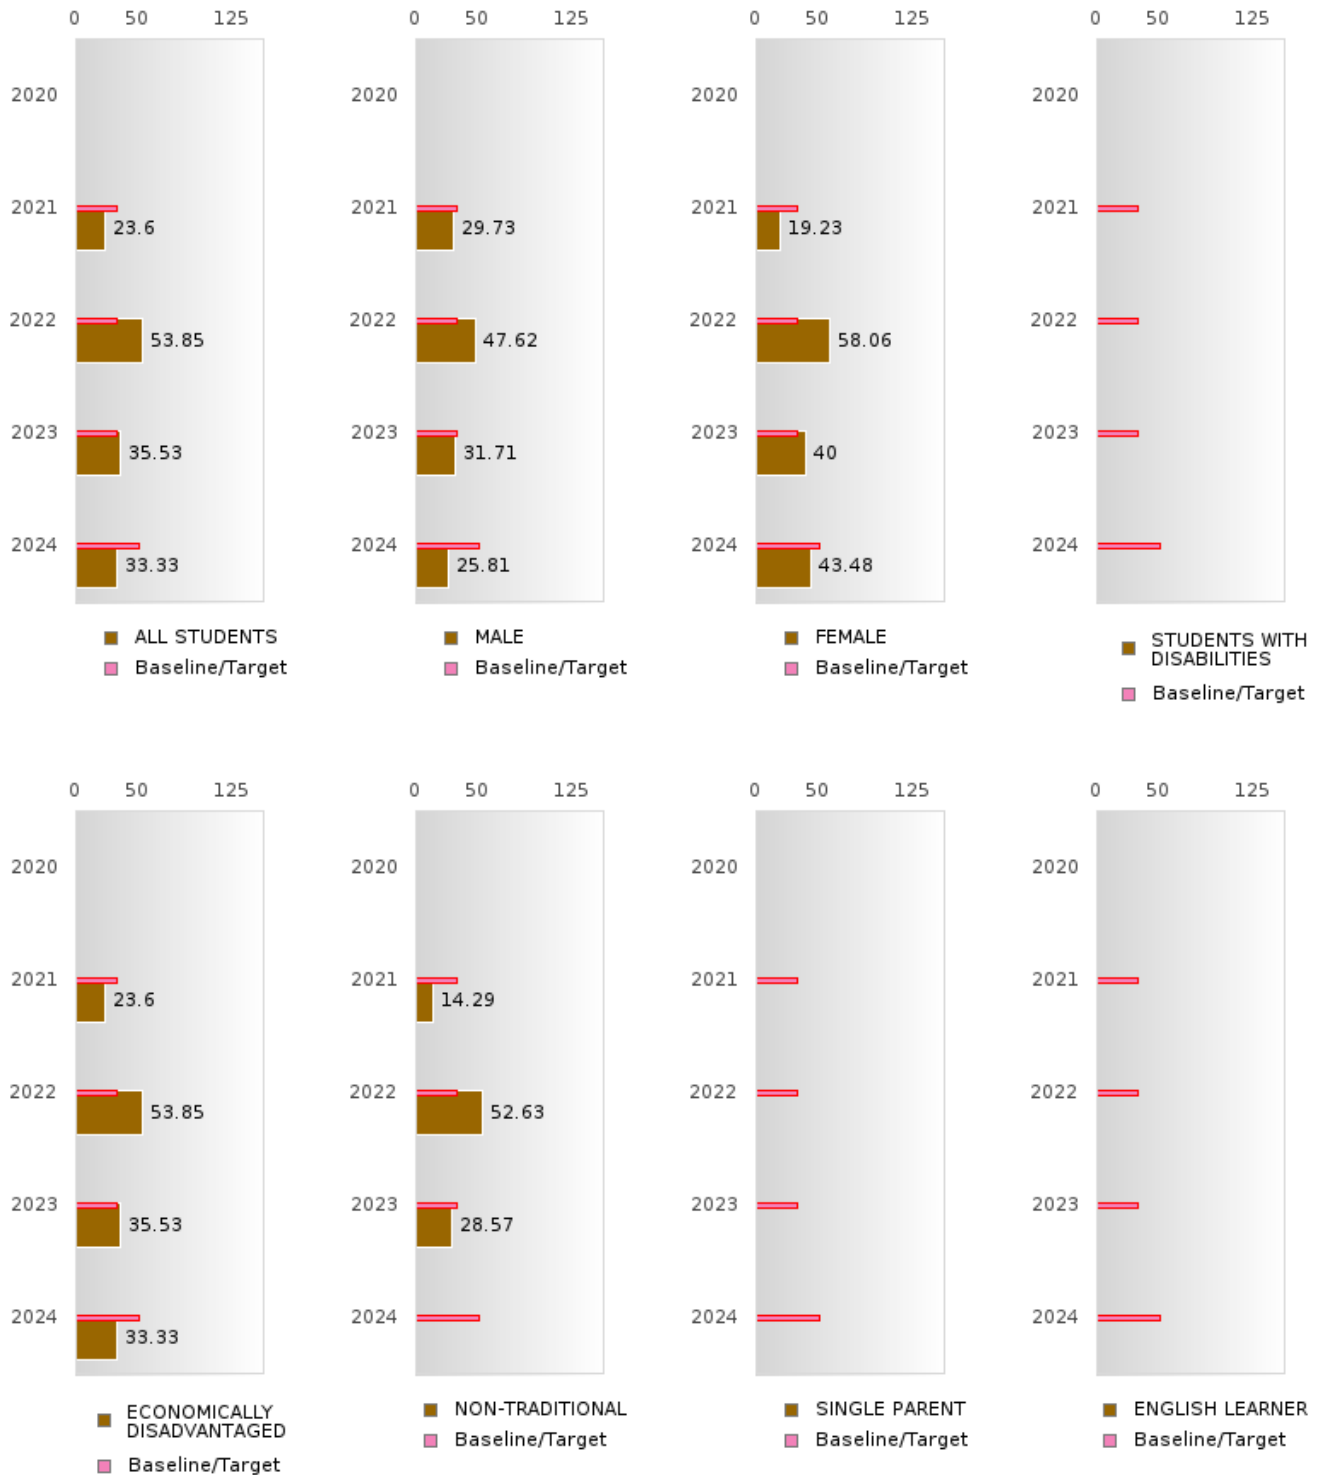 0 50 125
2020
2021 23.6
2022 53.85
2023 35.53
2024 33.33
ALL STUDENTS
Baseline/Target
0 50 125
2020
2021 29.73
2022 47.62
2023 31.71
2024 25.81
MALE
Baseline/Target
0 50 125
2020
2021 19.23
2022 58.06
2023 40
2024 43.48
FEMALE
Baseline/Target
0 50 125
2020
2021
2022
2023
2024
STUDENTS WITH
DISABILITIES
Baseline/Target
0 50 125
2020
2021 23.6
2022 53.85
2023 35.53
2024 33.33
ECONOMICALLY
DISADVANTAGED
Baseline/Target
0 50 125
2020
2021 14.29
2022 52.63
2023 28.57
2024
NON-TRADITIONAL
Baseline/Target
0 50 125
2020
2021
2022
2023
2024
SINGLE PARENT
Baseline/Target
0 50 125
2020
2021
2022
2023
2024
ENGLISH LEARNER
Baseline/Target